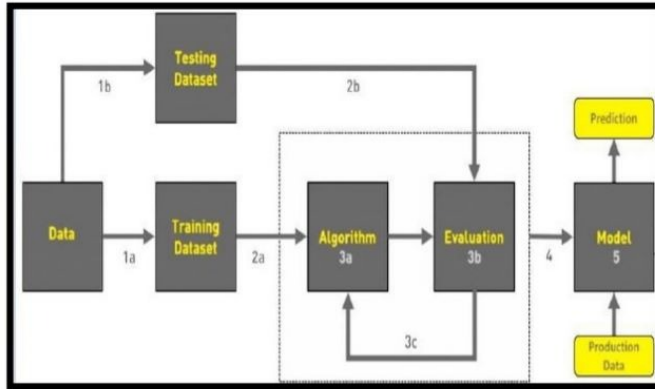 Testing
Dataset
1b
2b
Prediction
Data
Training
Dataset
Algorithm
3a
Evaluation
3b
Model
5
1a
2a
4
3c
Production
Data